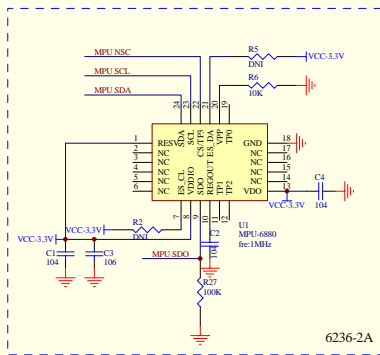 MPU NSC
R5
DNI
VCC-3.3V
MPU SCL
R6
10K
MPU SDA
24
23
22
21
20
19
SDA
SCL
CS/TP3
ES_DA
VPP
TP0
1
RESV
GND
18
2
NC
NC
17
3
NC
NC
16
4
NC
NC
15
5
NC
NC
14
6
NC
VDD
13
C4
104
ES_CL
VDDIO
SDO
REGOUT
TP1
TP2
7
8
9
10
11
12
VCC-3.3V
R2
DNI
VCC-3.3V
VCC-3.3V
U1
MPU-6880
fre:1MHz
C1
104
C3
106
C2
104
MPU SDO
R27
100K
6236-2A